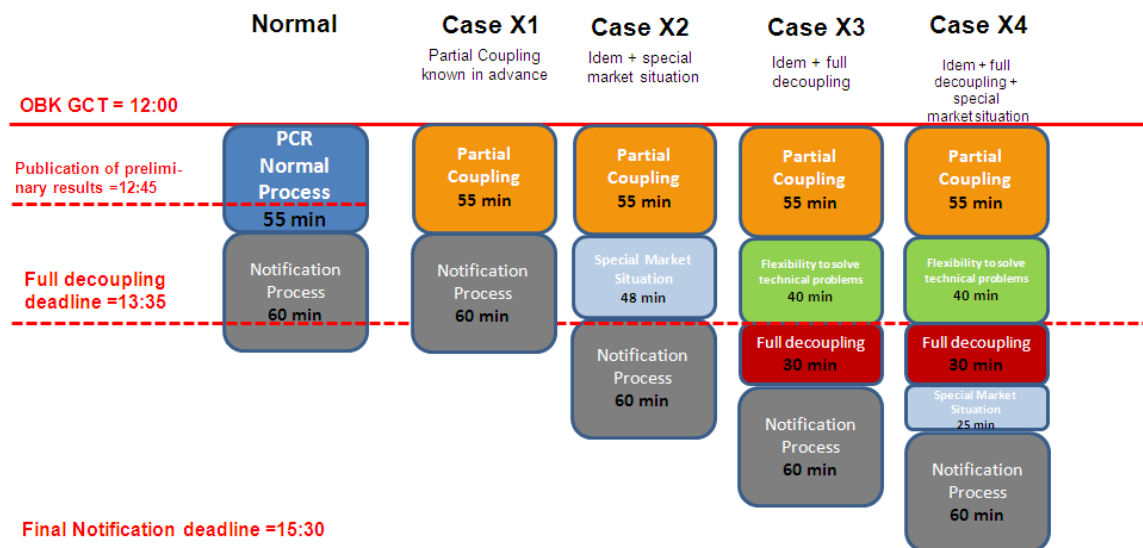 Normal
Case X1
Case X2
Case X3
Case X4
Partial Coupling
known in advance
Idem + special
market situation
Idem + full
decoupling
Idem + full
decoupling +
special
market situation
OBK GCT = 12:00
Publication of prelimi-
nary results =12:45
Full decoupling
deadline =13:35
Final Notification deadline =15:30
PCR
Normal
Process
55 min
Notification
Process
60 min
Partial
Coupling
55 min
Notification
Process
60 min
Partial
Coupling
55 min
Special Market
Situation
48 min
Notification
Process
60 min
Partial
Coupling
55 min
Flexibility to solve
technical problems
40 min
Full decoupling
30 min
Notification
Process
60 min
Partial
Coupling
55 min
Flexibility to solve
technical problems
40 min
Full decoupling
30 min
Special Market
Situation
25 min
Notification
Process
60 min